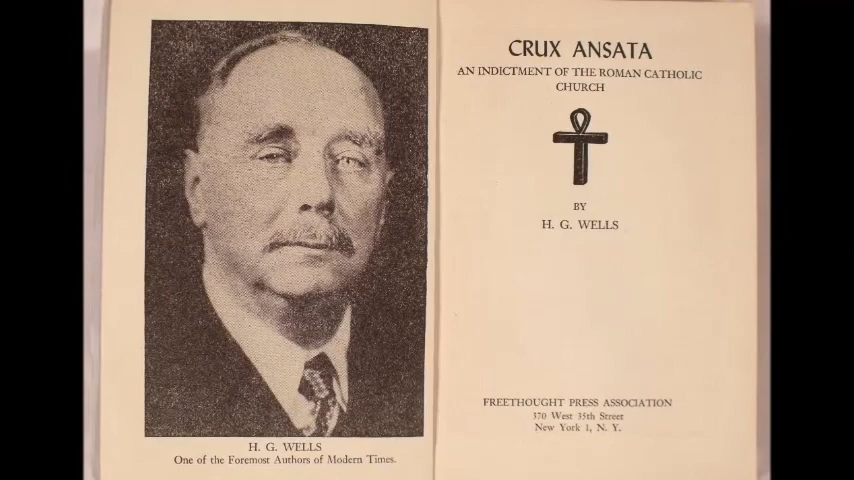 H. G. WELLS
One of the Foremost Authors of Modern Times.
CRUX ANSATA
AN INDICTMENT OF THE ROMAN CATHOLIC
CHURCH
BY
H. G. WELLS
FREETHOUGHT PRESS ASSOCIATION
370 West 35th Street
New York 1, N. Y.